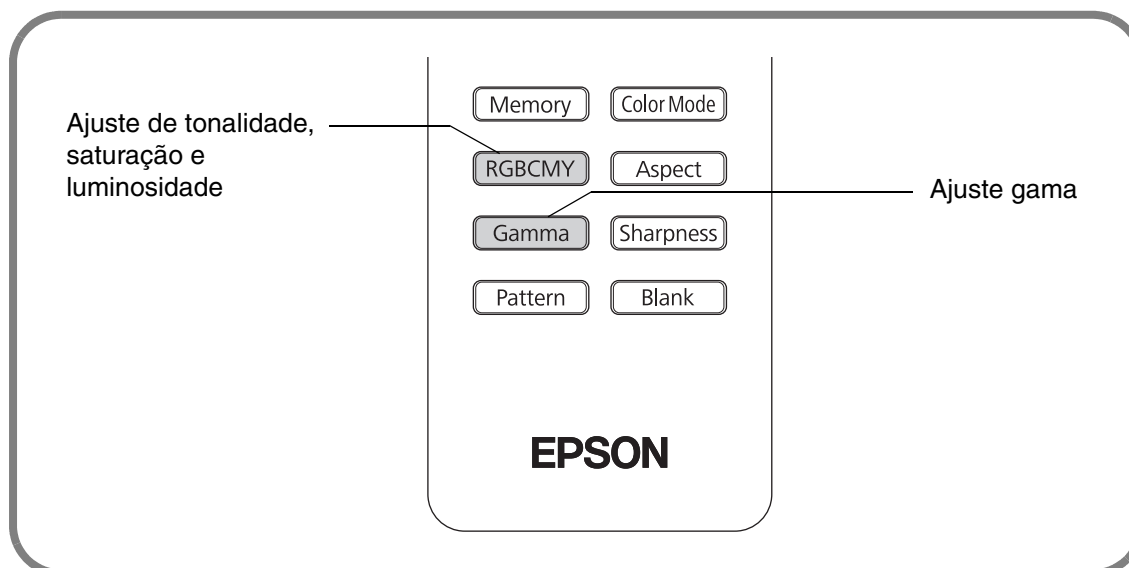 Ajuste de tonalidade,
saturação e
luminosidade
Memory
Color Mode
RGBCMY
Aspect
Gamma
Sharpness
Pattern
Blank
EPSON
Ajuste gama